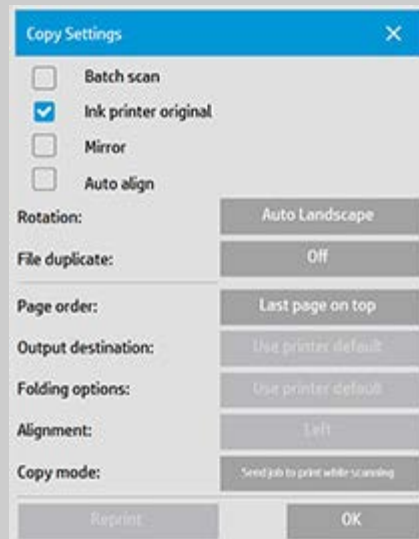 Copy Settings
Batch scan
Ink printer original
Mirror
Auto align
Rotation: Auto Landscape
File duplicate: Off
Page order: Last page on top
Output destination: Use printer default
Folding options: Use printer default
Alignment: Left
Copy mode: Send job to print while scanning
Reprint OK